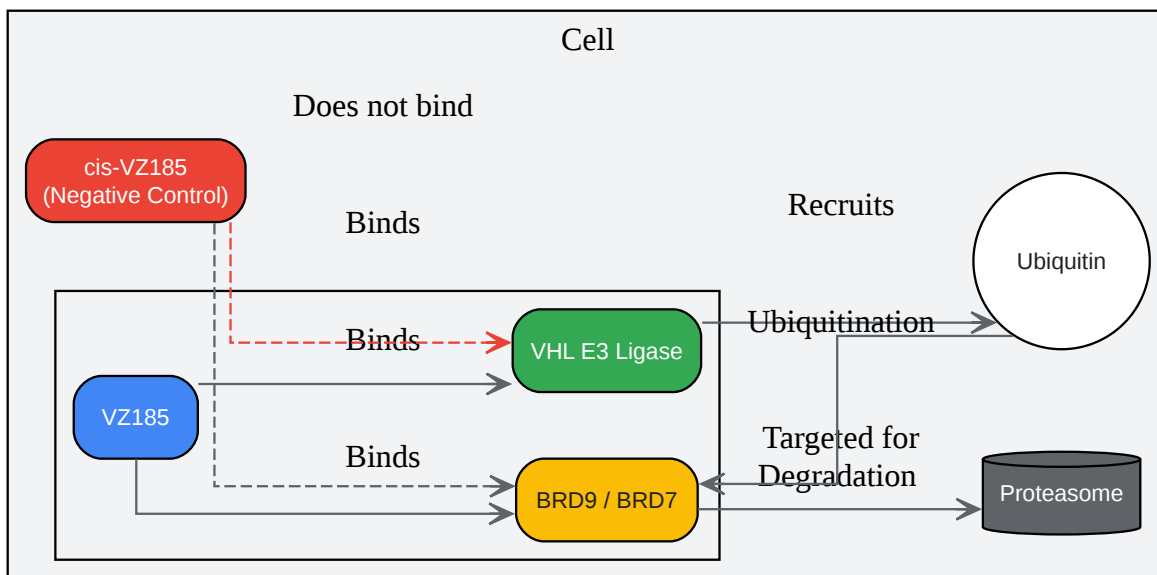 Cell
Does not bind
cis-VZ185
(Negative Control)
Binds
Recruits
Ubiquitin
Ubiquitination
Binds
VHL E3 Ligase
VZ185
Binds
Targeted for
Degradation
BRD9 / BRD7
Proteasome